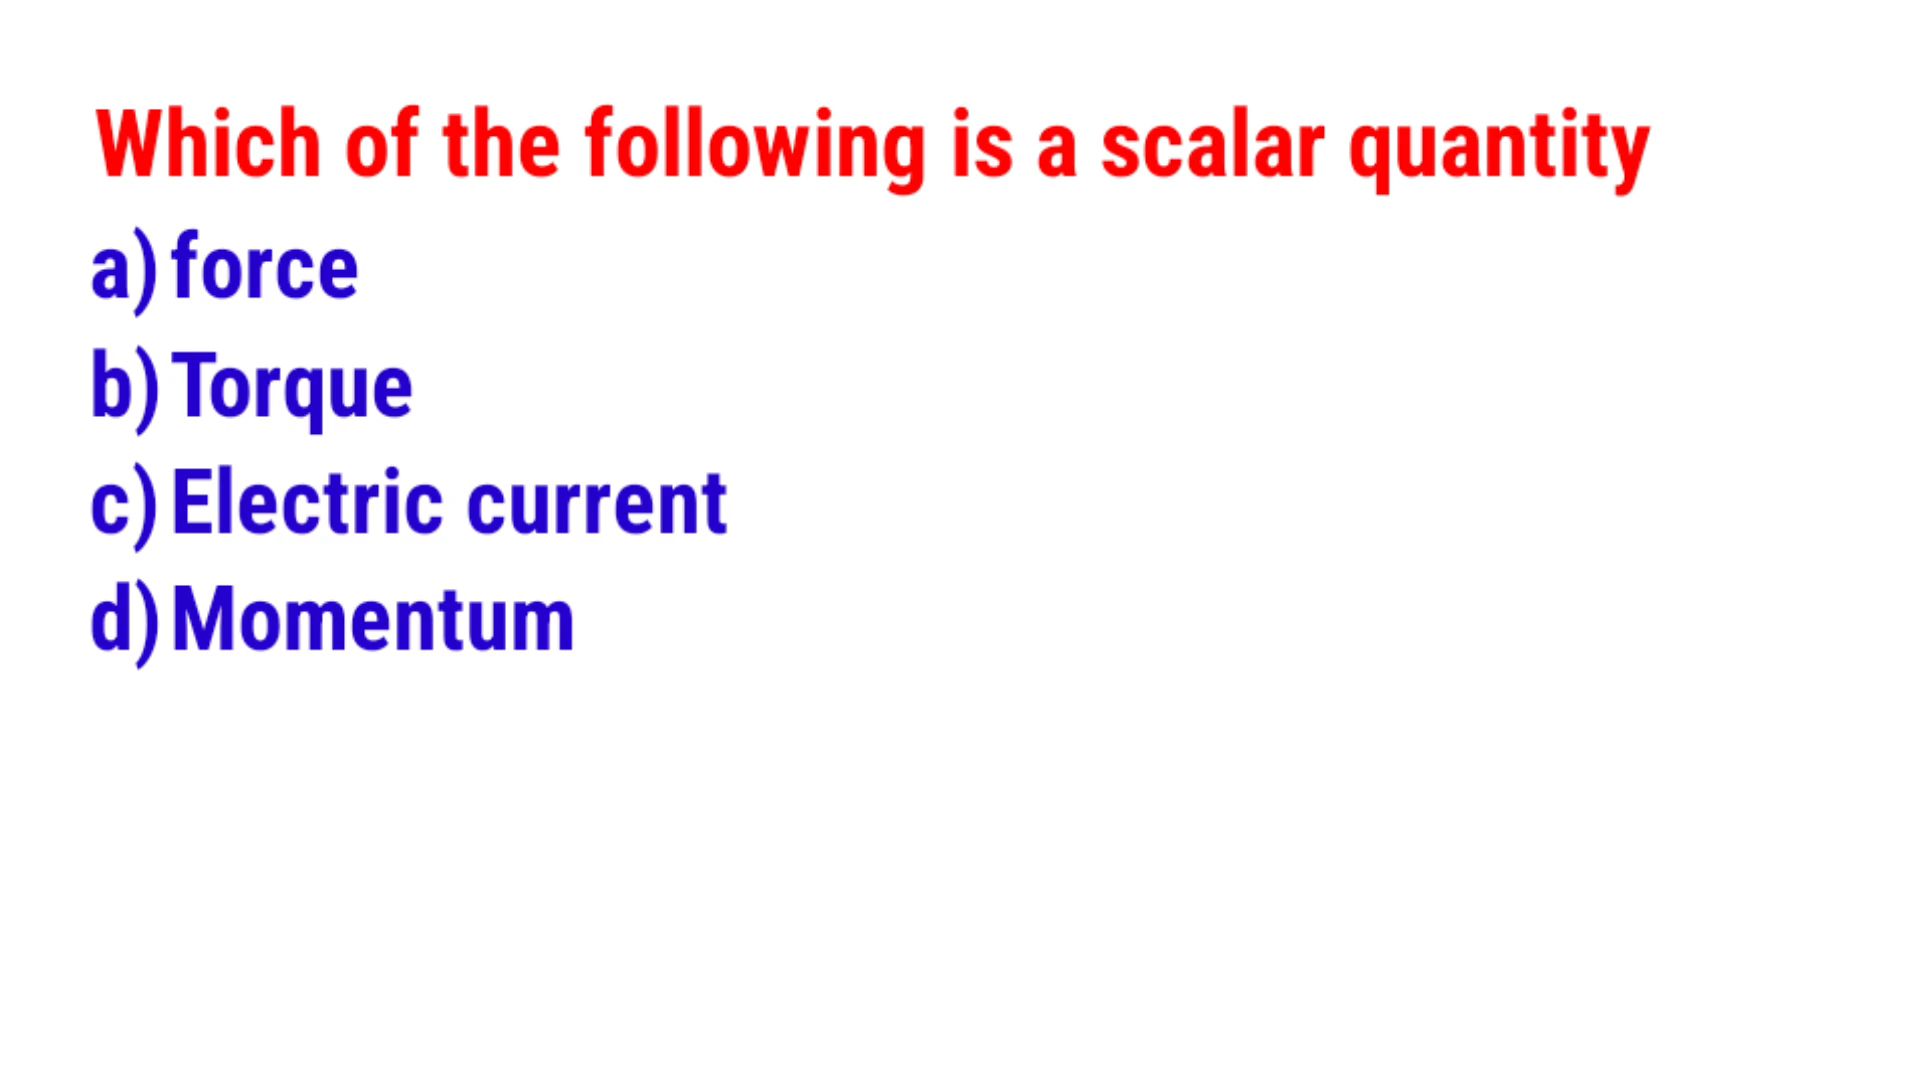 Which of the following is a scalar quantity
a) force
b) Torque
c) Electric current
d) Momentum